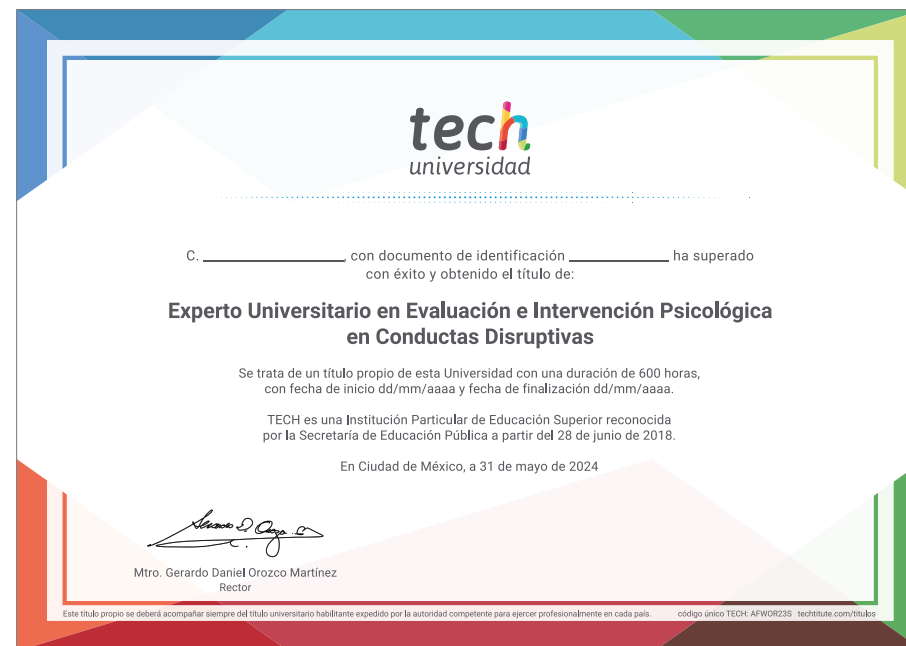 tech
universidad
C. ____________, con documento de identificación ____________ ha superado
con éxito y obtenido el título de:
Experto Universitario en Evaluación e Intervención Psicológica
en Conductas Disruptivas
Se trata de un título propio de esta Universidad con una duración de 600 horas,
con fecha de inicio dd/mm/aaaa y fecha de finalización dd/mm/aaaa.
TECH es una Institución Particular de Educación Superior reconocida
por la Secretaría de Educación Pública a partir del 28 de junio de 2018.
En Ciudad de México, a 31 de mayo de 2024
Mtro. Gerardo Daniel Orozco Martínez
Rector
Este título propio se deberá acompañar siempre del título universitario habilitante expedido por la autoridad competente para ejercer profesionalmente en cada país. código único TECH: AFWOR23S techtitute.com/titulos